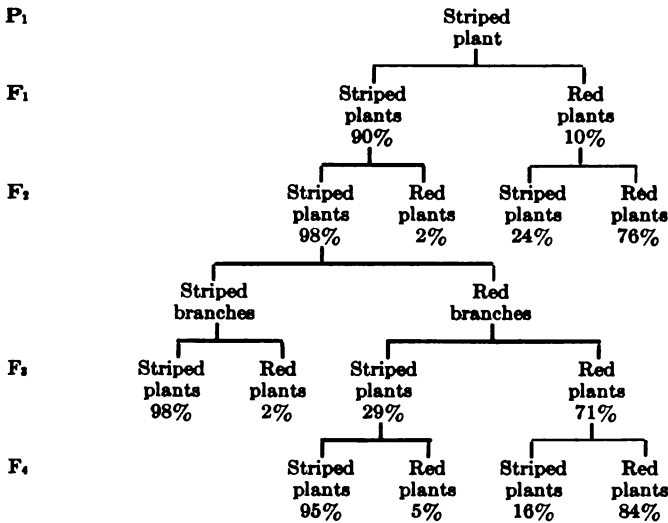 P₁ Striped
plant
F₁ Striped Red
plants plants
90% 10%
F₂ Striped Red Striped Red
plants plants plants plants
98% 2% 24% 76%
Striped Red
branches branches
F₃ Striped Red Striped Red
plants plants plants plants
98% 2% 29% 71%
F₄ Striped Red Striped Red
plants plants plants plants
95% 5% 16% 84%